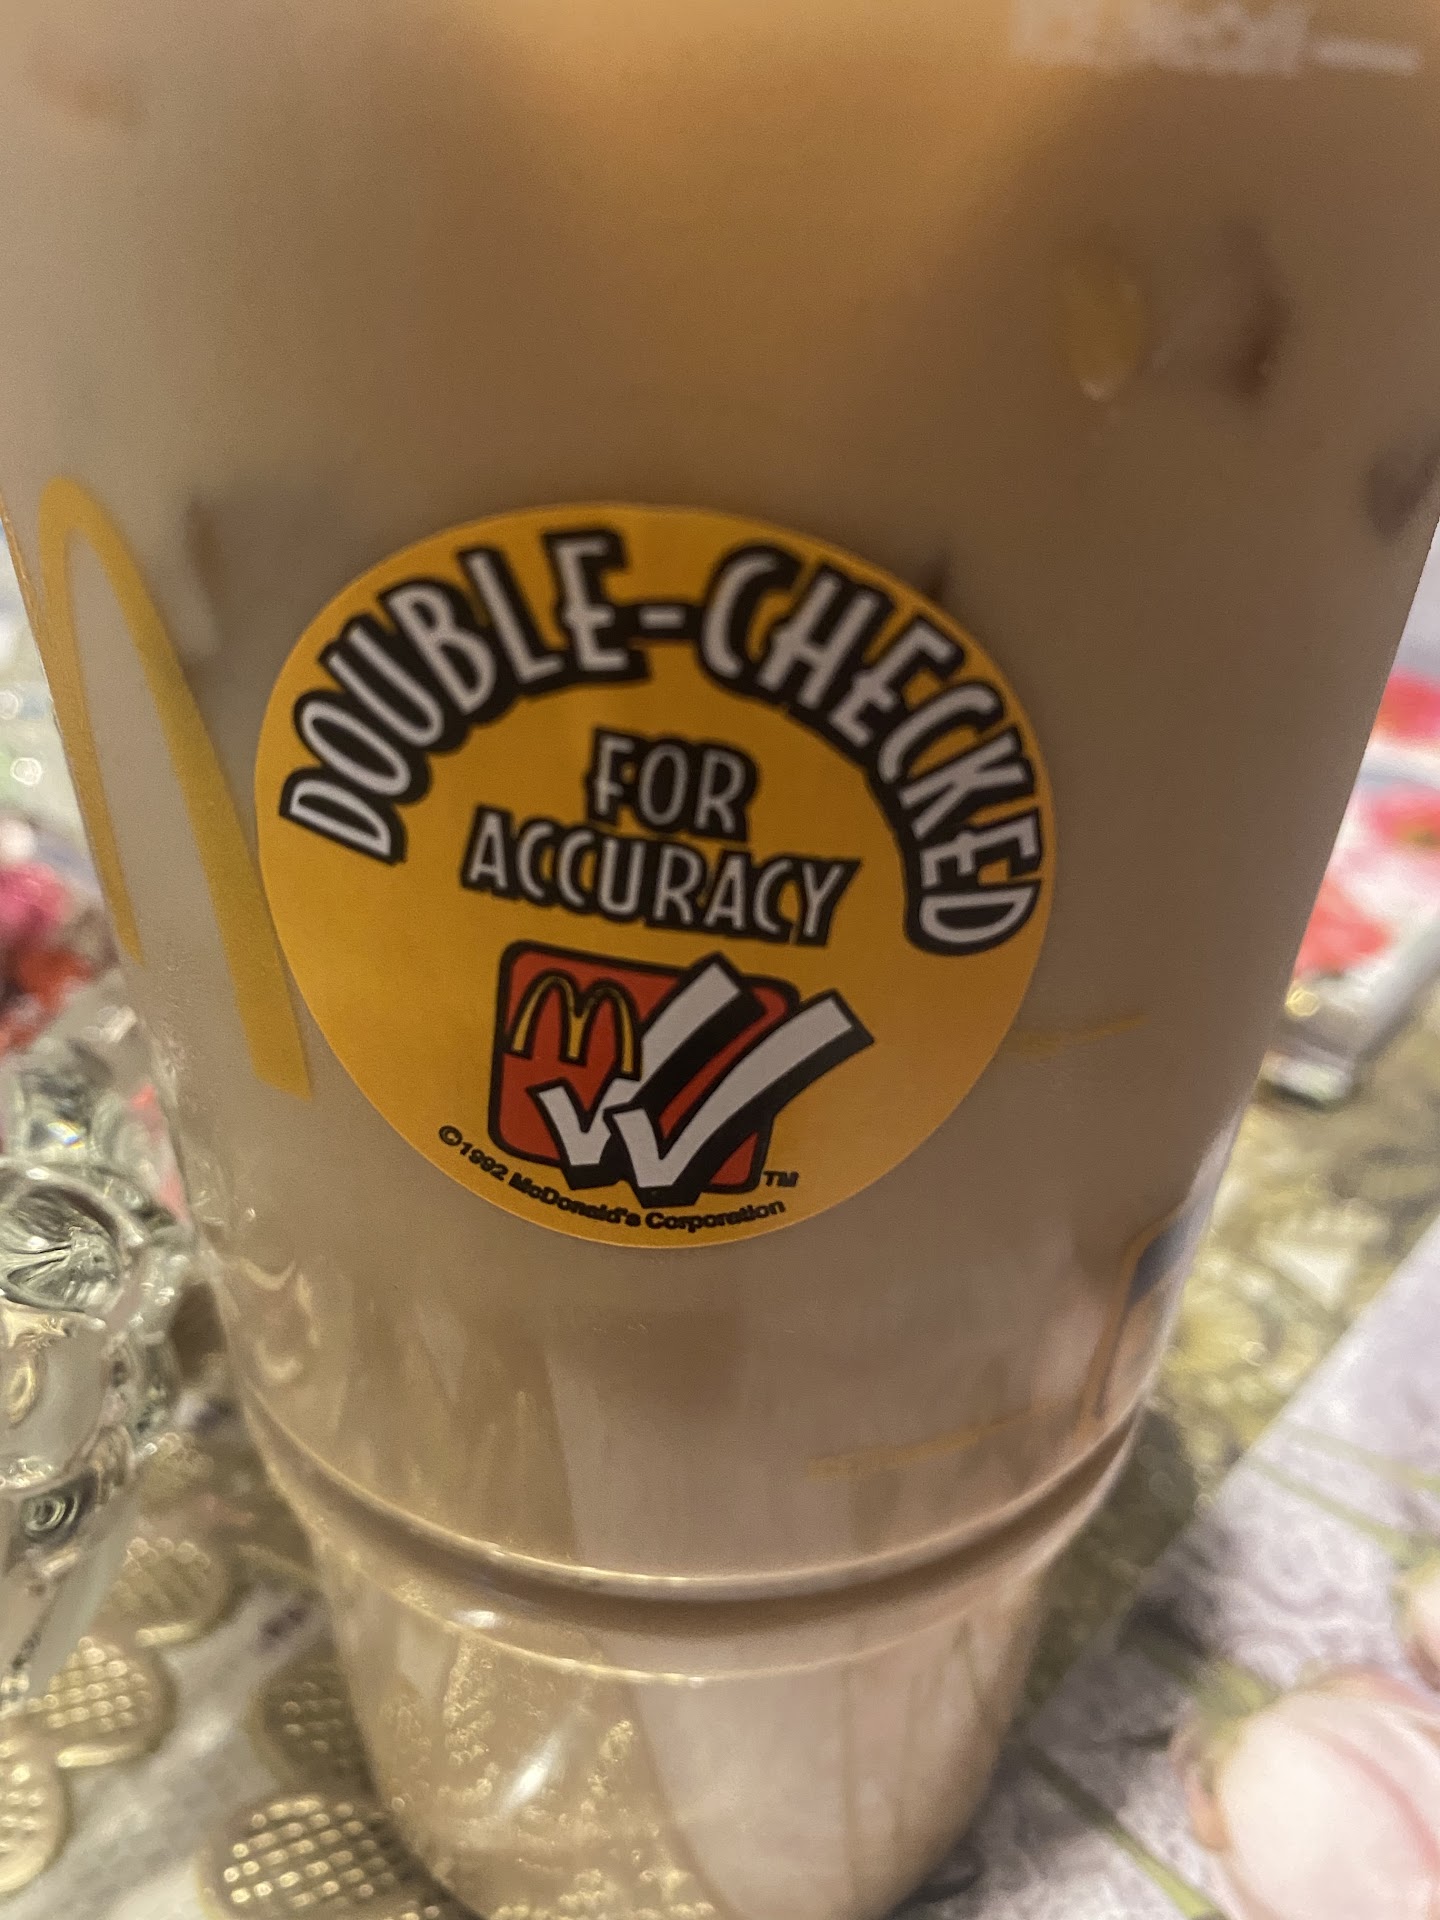 DOUBLE-CHECKED
FOR
ACCURACY
TM
©1992 McDonald's Corporation